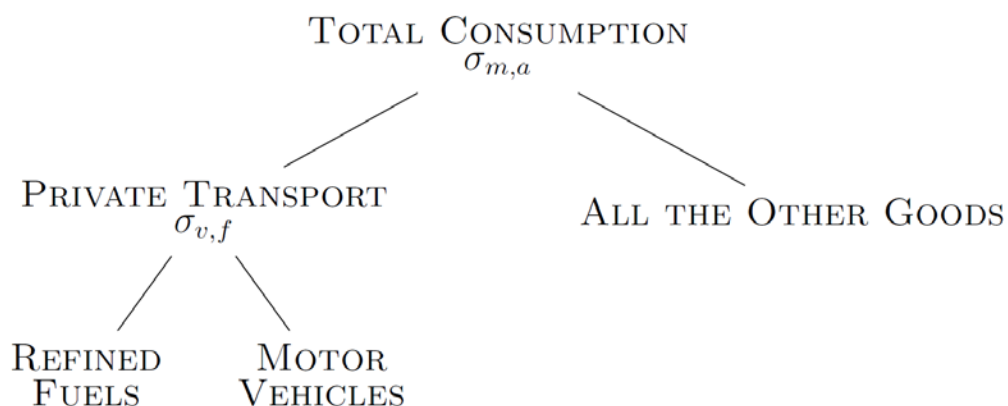 TOTAL CONSUMPTION
σm,a
PRIVATE TRANSPORT
σv,f
ALL THE OTHER GOODS
REFINED
FUELS
MOTOR
VEHICLES